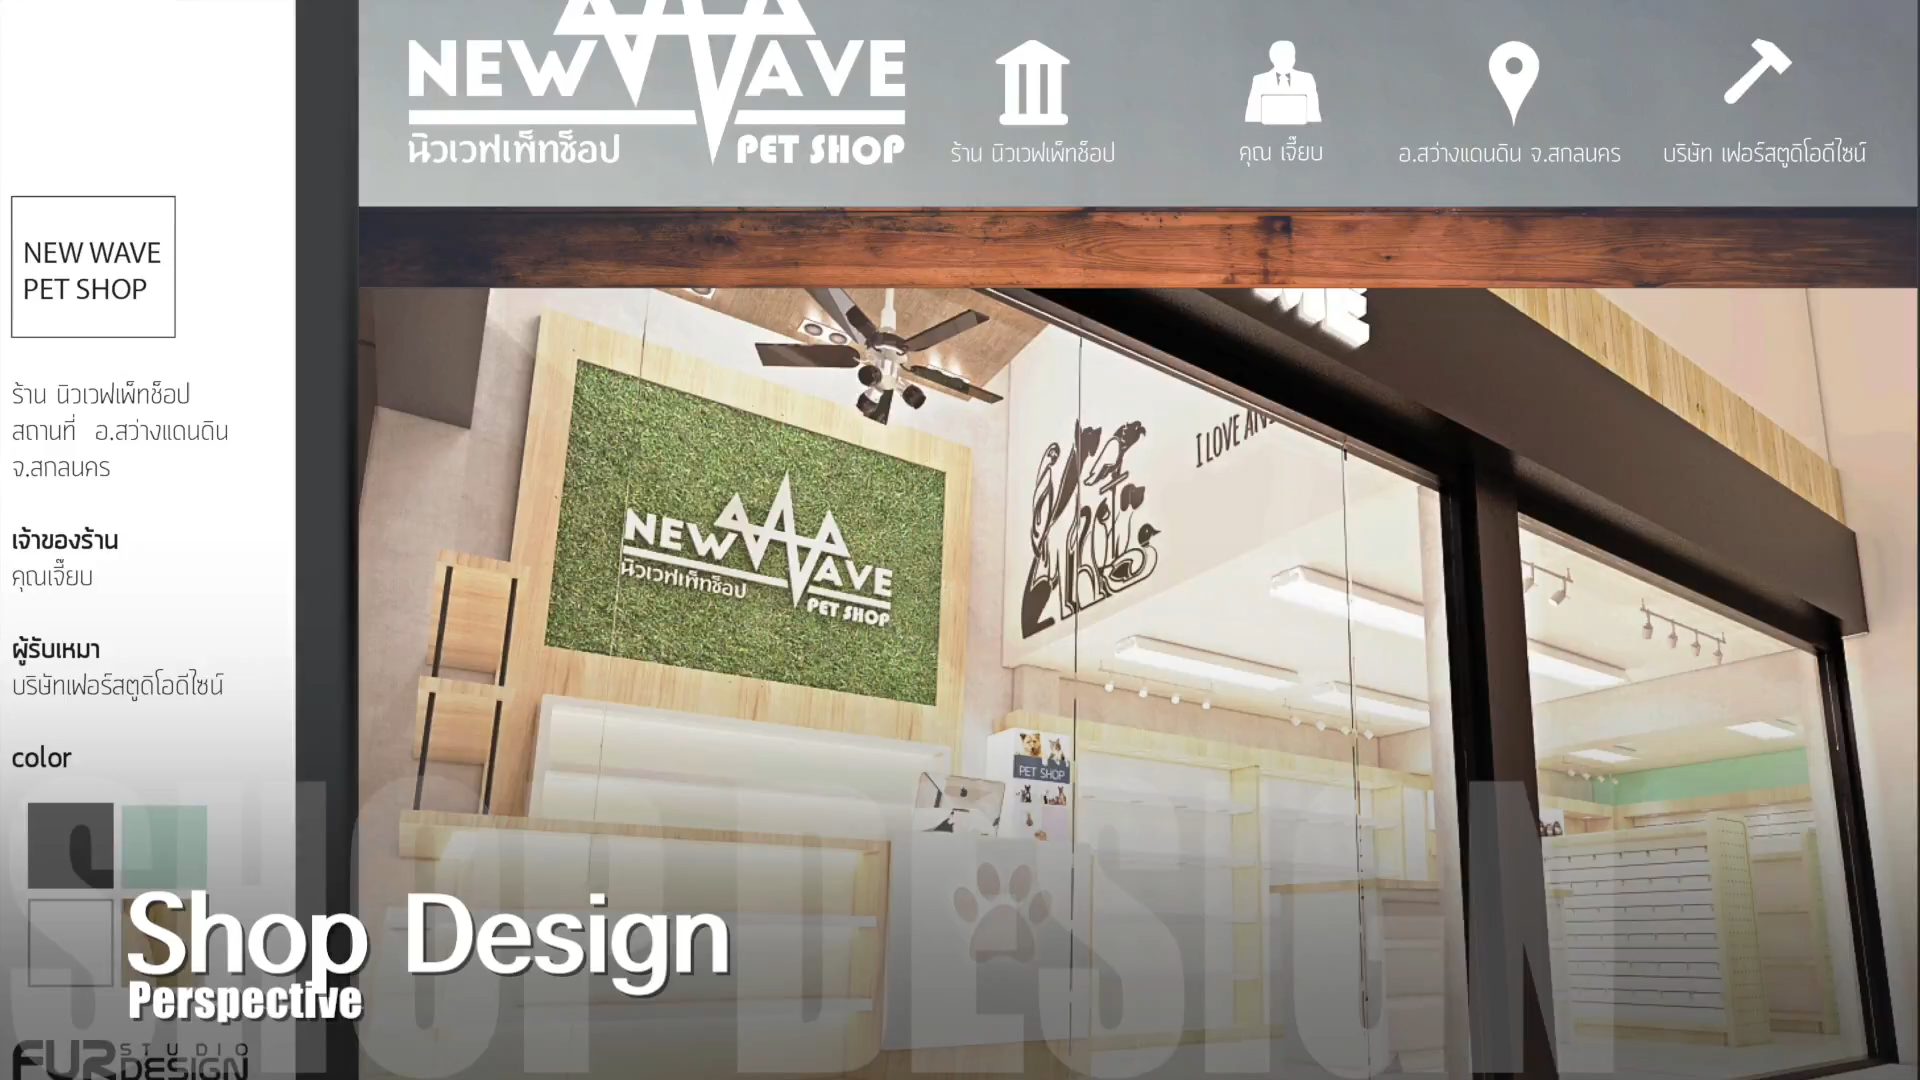 NEW WAVE
นิวเวฟเพ็ทช็อป
PET SHOP
ร้าน นิวเวฟเพ็ทช็อป
คุณ เจี๊ยบ
อ.สว่างแดนดิน จ.สกลนคร
บริษัท เฟอร์สตูดิโอดีไซน์
NEW WAVE
PET SHOP
ร้าน นิวเวฟเพ็ทช็อป
สถานที่ อ.สว่างแดนดิน
จ.สกลนคร
เจ้าของร้าน
คุณเจี๊ยบ
ผู้รับเหมา
บริษัทเฟอร์สตูดิโอดีไซน์
color
I LOVE
NEW WAVE
นิวเวฟเพ็ทช็อป
PET SHOP
PET SHOP
SHOP DESIGN
Shop Design
Perspective
FUR STUDIO
DESIGN